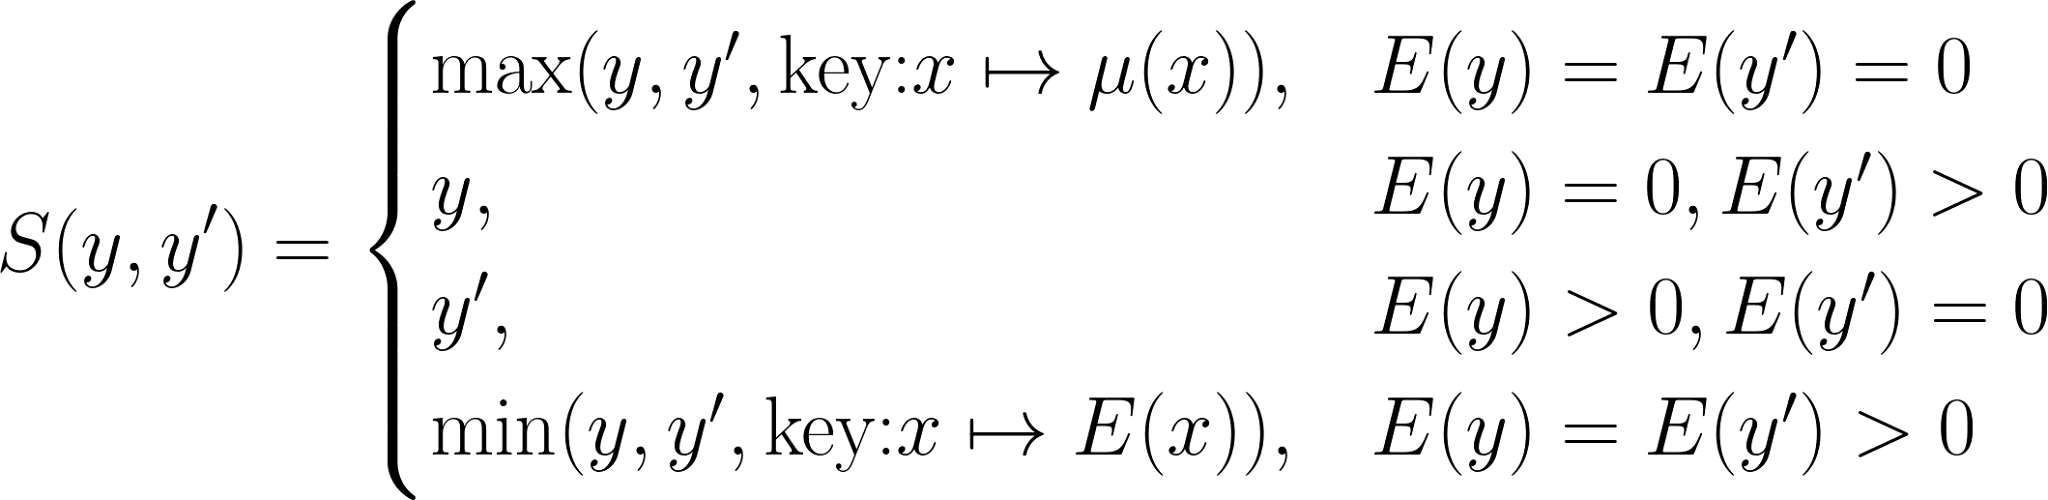 max(y, y′, key:x ↦ μ(x)), E(y) = E(y′) = 0
y, E(y) = 0, E(y′) > 0
S(y, y′) = {
y′, E(y) > 0, E(y′) = 0
min(y, y′, key:x ↦ E(x)), E(y) = E(y′) > 0